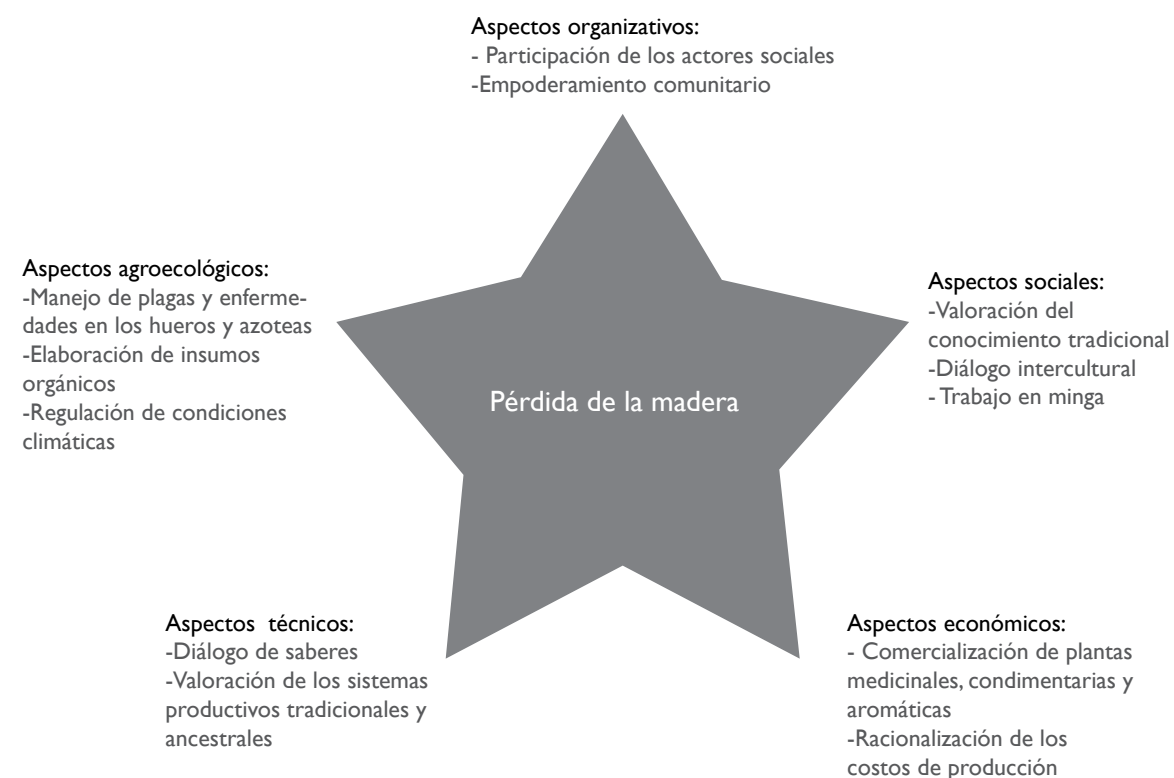 Aspectos organizativos:
- Participación de los actores sociales
-Empoderamiento comunitario
Aspectos agroecológicos:
-Manejo de plagas y enferme-
dades en los hueros y azoteas
-Elaboración de insumos
orgánicos
-Regulación de condiciones
climáticas
Aspectos sociales:
-Valoración del
conocimiento tradicional
-Diálogo intercultural
- Trabajo en minga
Pérdida de la madera
Aspectos técnicos:
-Diálogo de saberes
-Valoración de los sistemas
productivos tradicionales y
ancestrales
Aspectos económicos:
- Comercialización de plantas
medicinales, condimentarias y
aromáticas
-Racionalización de los
costos de producción